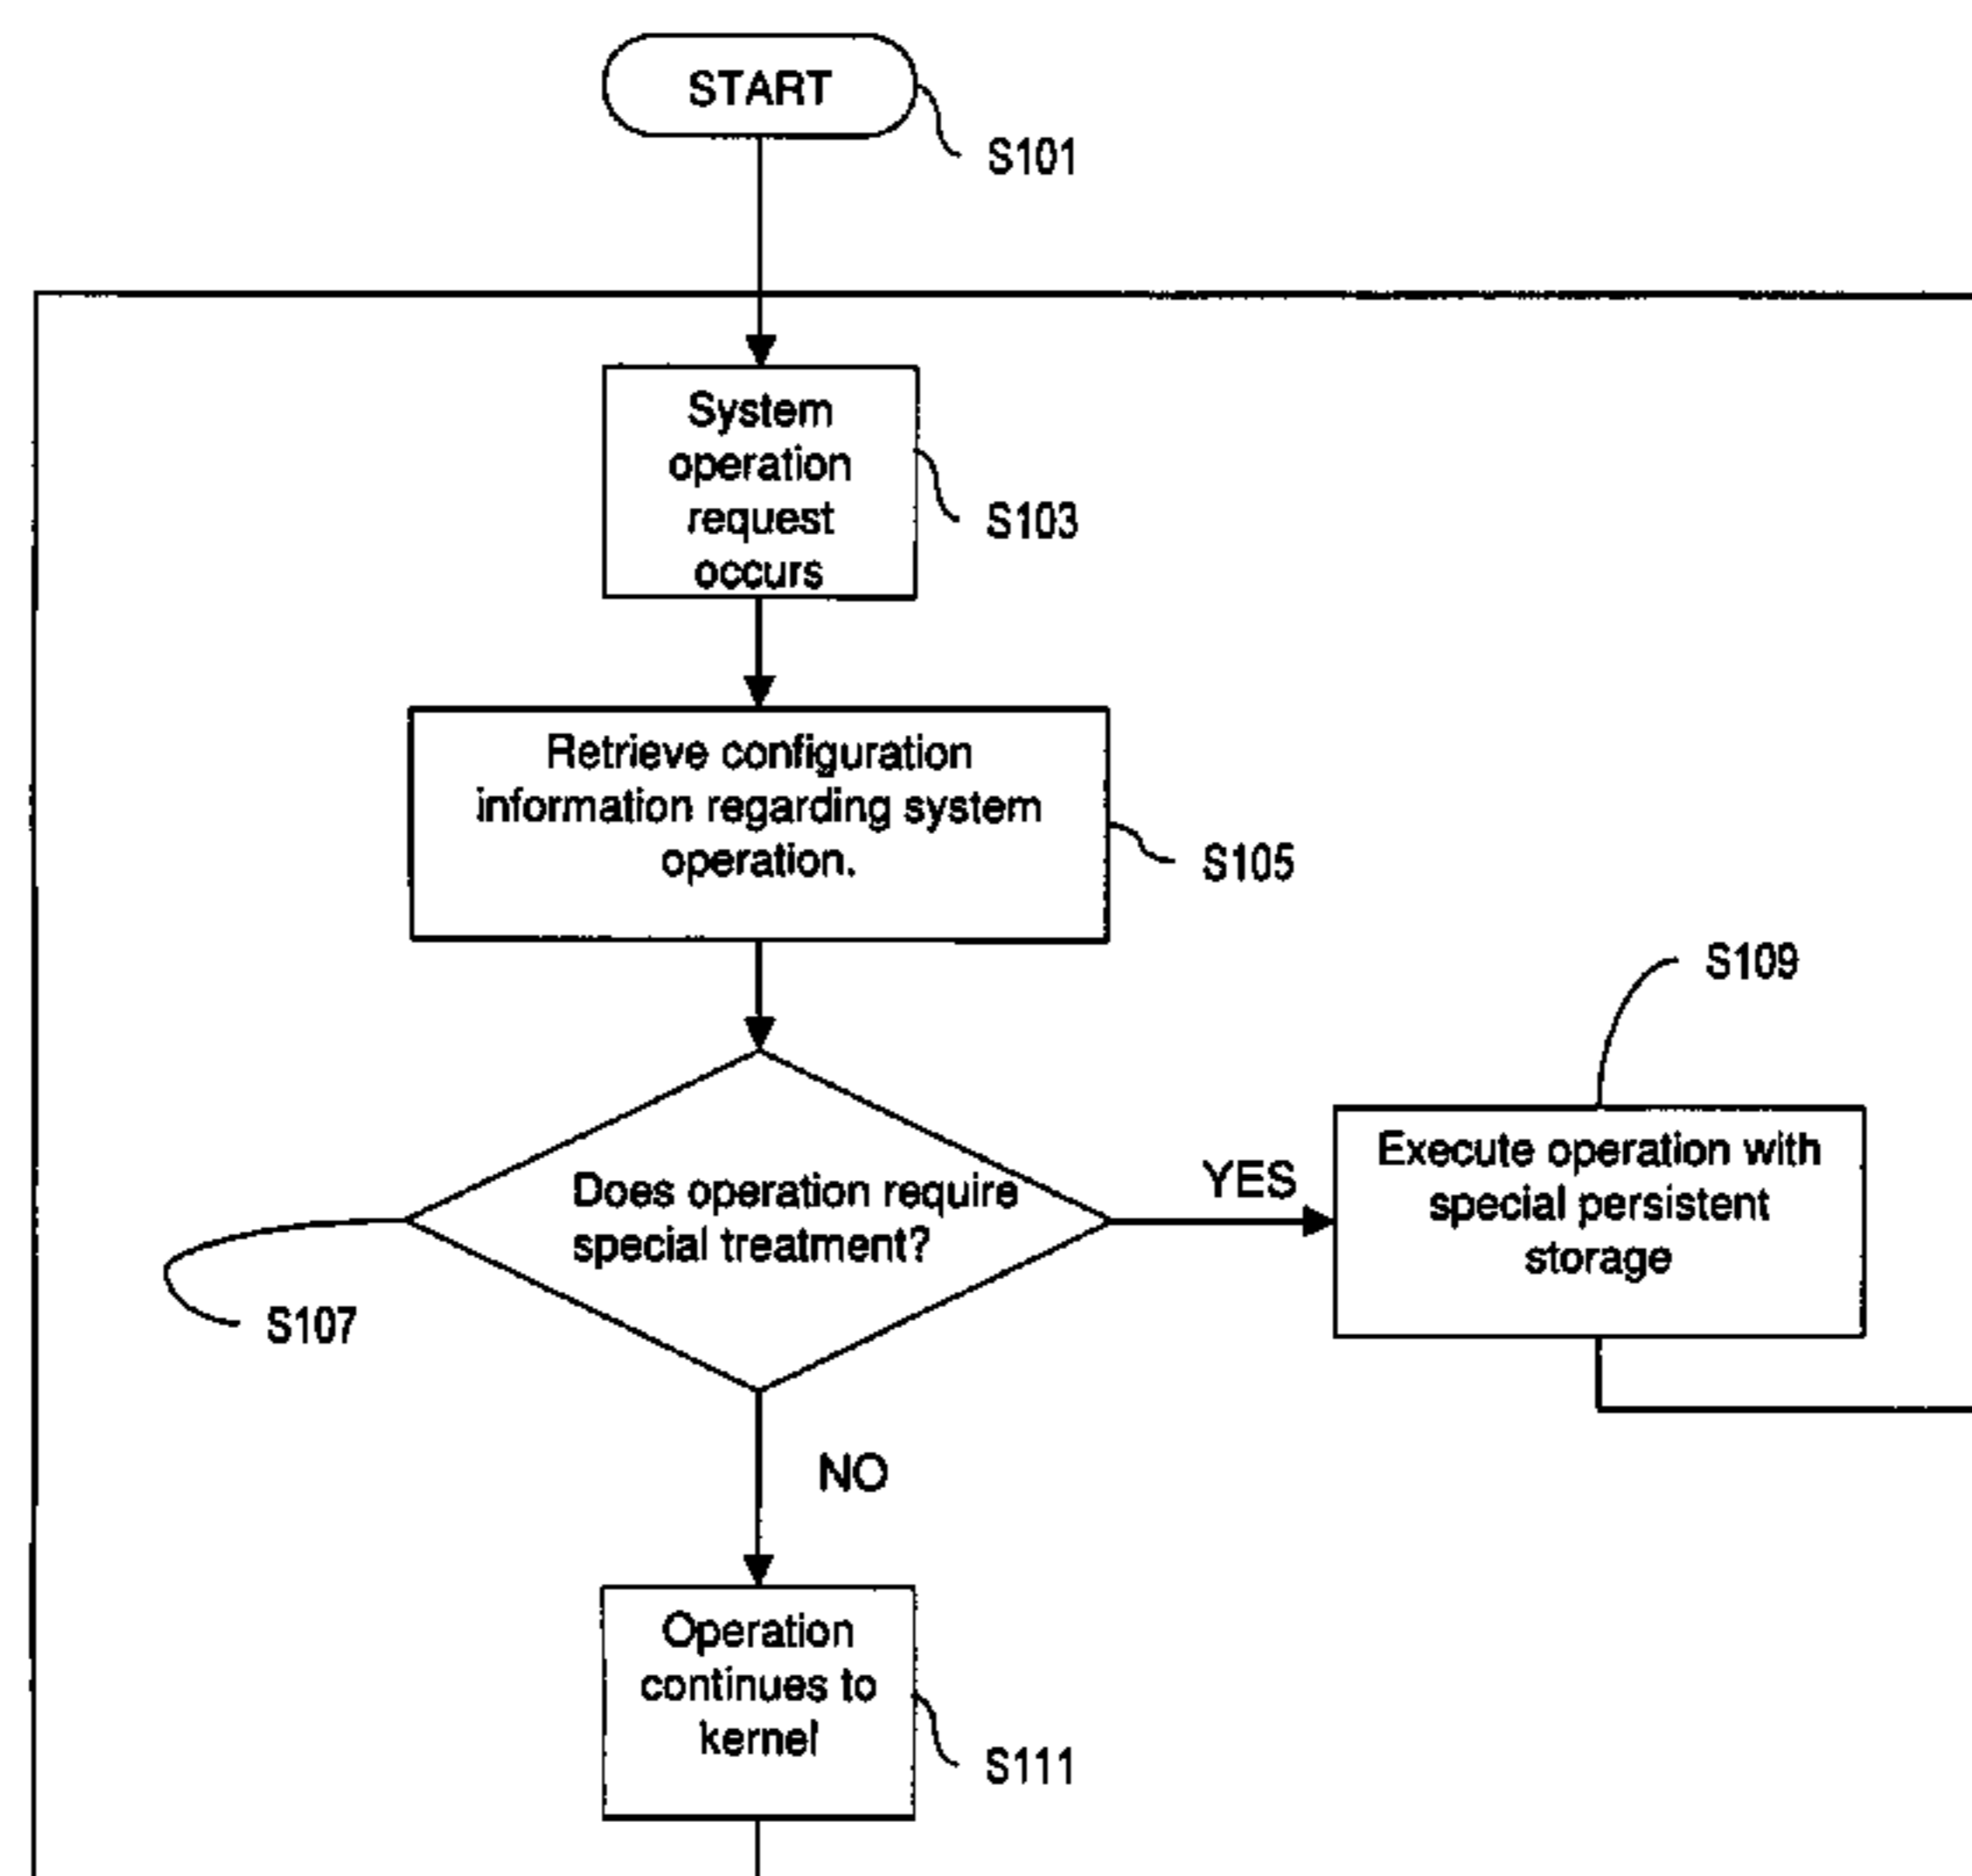 START
S101
System
operation
request
occurs
S103
Retrieve configuration
information regarding system
operation.
S105
Does operation require
special treatment?
S107
YES
Execute operation with
special persistent
storage
S109
NO
Operation
continues to
kernel
S111